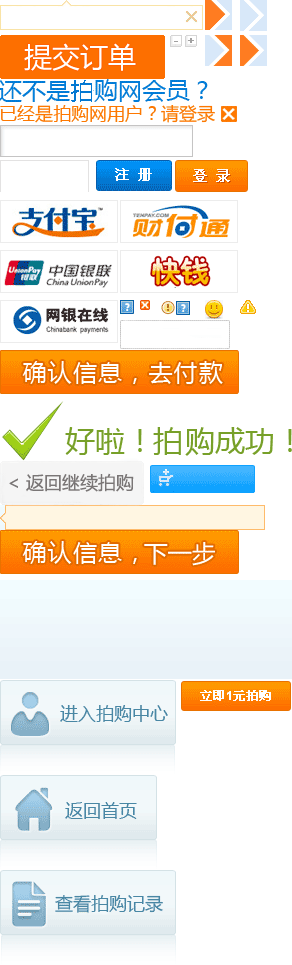 提交订单
还不是拍购网会员？
已经是拍购网用户？请登录
注 册
登 录
支付宝
财付通
TENPAY.COM
UnionPay
银联
中国银联
China UnionPay
快钱
网银在线
Chinabank payments
确认信息，去付款
好啦！拍购成功！
< 返回继续拍购
确认信息，下一步
立即1元拍购
进入拍购中心
返回首页
查看拍购记录